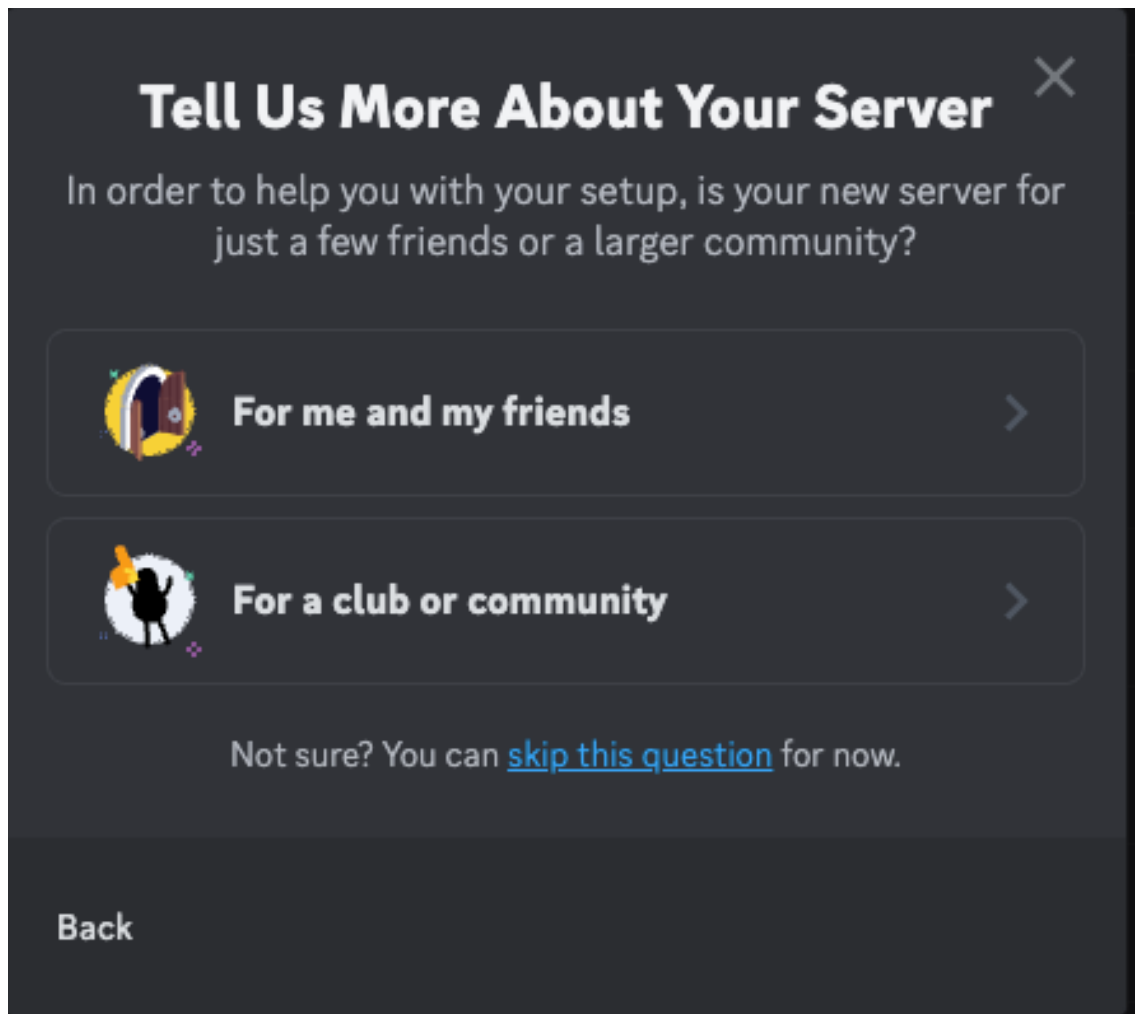 Tell Us More About Your Server
In order to help you with your setup, is your new server for
just a few friends or a larger community?
For me and my friends
For a club or community
Not sure? You can skip this question for now.
Back